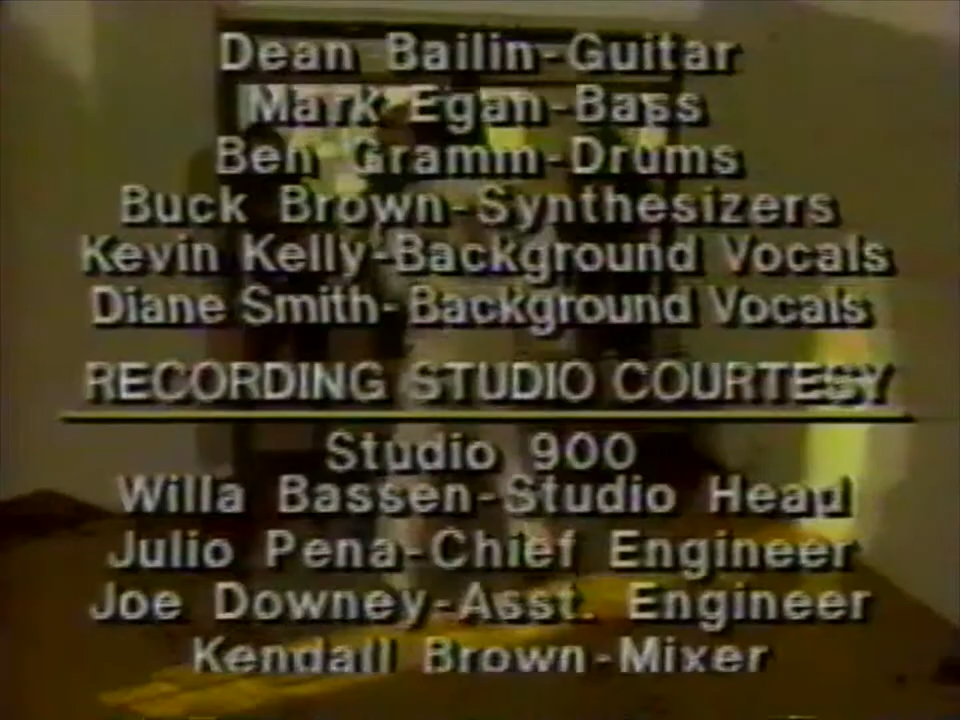 Dean Bailin-Guitar
Mark Egan-Bass
Ben Gramm-Drums
Buck Brown-Synthesizers
Kevin Kelly-Background Vocals
Diane Smith-Background Vocals
RECORDING STUDIO COURTESY
Studio 900
Willa Bassen-Studio Head
Julio Pena-Chief Engineer
Joe Downey-Asst. Engineer
Kendall Brown-Mixer